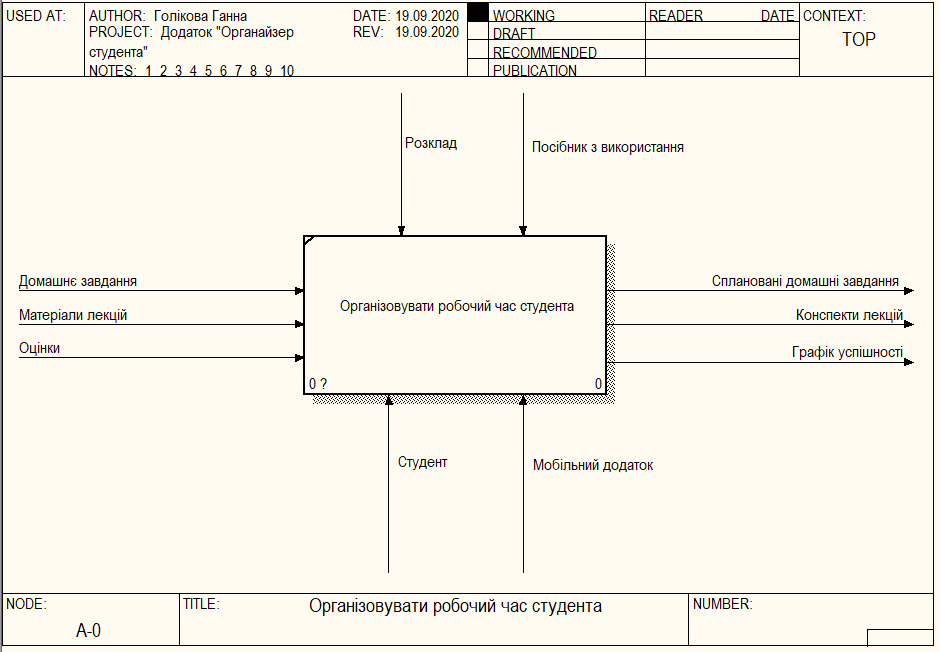 USED AT:
AUTHOR: Голікова Ганна
DATE: 19.09.2020
PROJECT: Додаток "Органайзер
студента"
REV: 19.09.2020
NOTES: 1 2 3 4 5 6 7 8 9 10
WORKING
DRAFT
RECOMMENDED
PUBLICATION
READER
DATE
CONTEXT:
TOP
Розклад
Посібник з використання
Домашнє завдання
Матеріали лекцій
Оцінки
Організовувати робочий час студента
0 ?
0
Сплановані домашні завдання
Конспекти лекцій
Графік успішності
Студент
Мобільний додаток
NODE:
A-0
TITLE:
Організовувати робочий час студента
NUMBER: